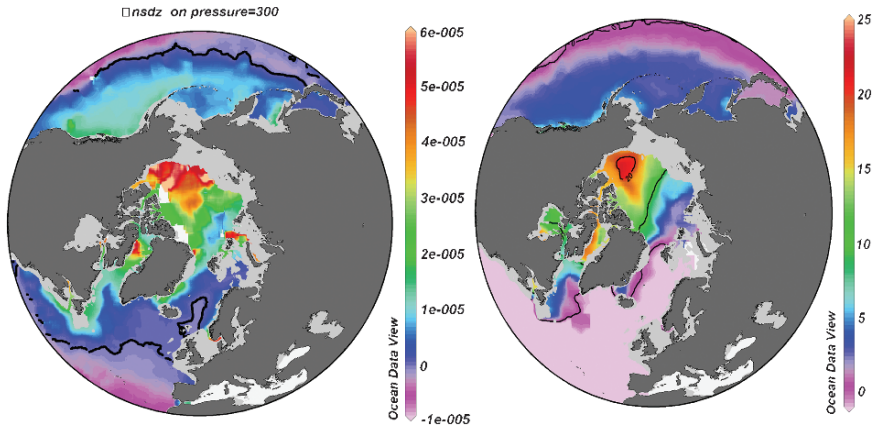 □nsdz on pressure=300
6e-005
5e-005
4e-005
3e-005
2e-005
1e-005
0
-1e-005
Ocean Data View
25
20
15
10
5
0
Ocean Data View